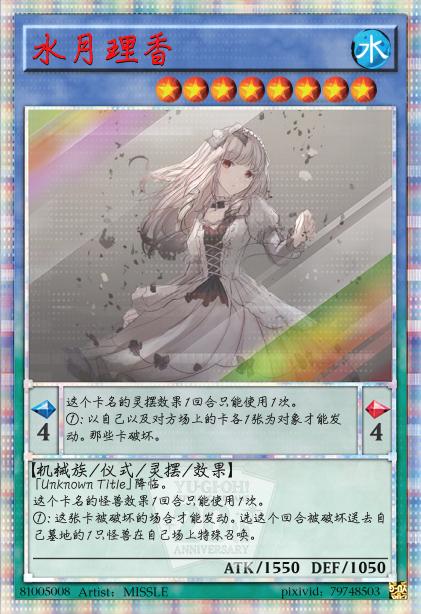 水月理香
水
这个卡名的灵摆效果1回合只能使用1次。
①:以自己以及对方场上的卡各1张为对象才能发
动。那些卡破坏。
4
4
【机械族/仪式/灵摆/效果】
「Unknown Title」降临。
这个卡名的怪兽效果1回合只能使用1次。
①:这张卡被破坏的场合才能发动。选这个回合被破坏送去自
己墓地的1只怪兽在自己场上特殊召唤。
YU-GI-OH!
ANNIVERSARY
ATK/1550 DEF/1050
81005008 Artist: MISSLE pixivid: 79748503